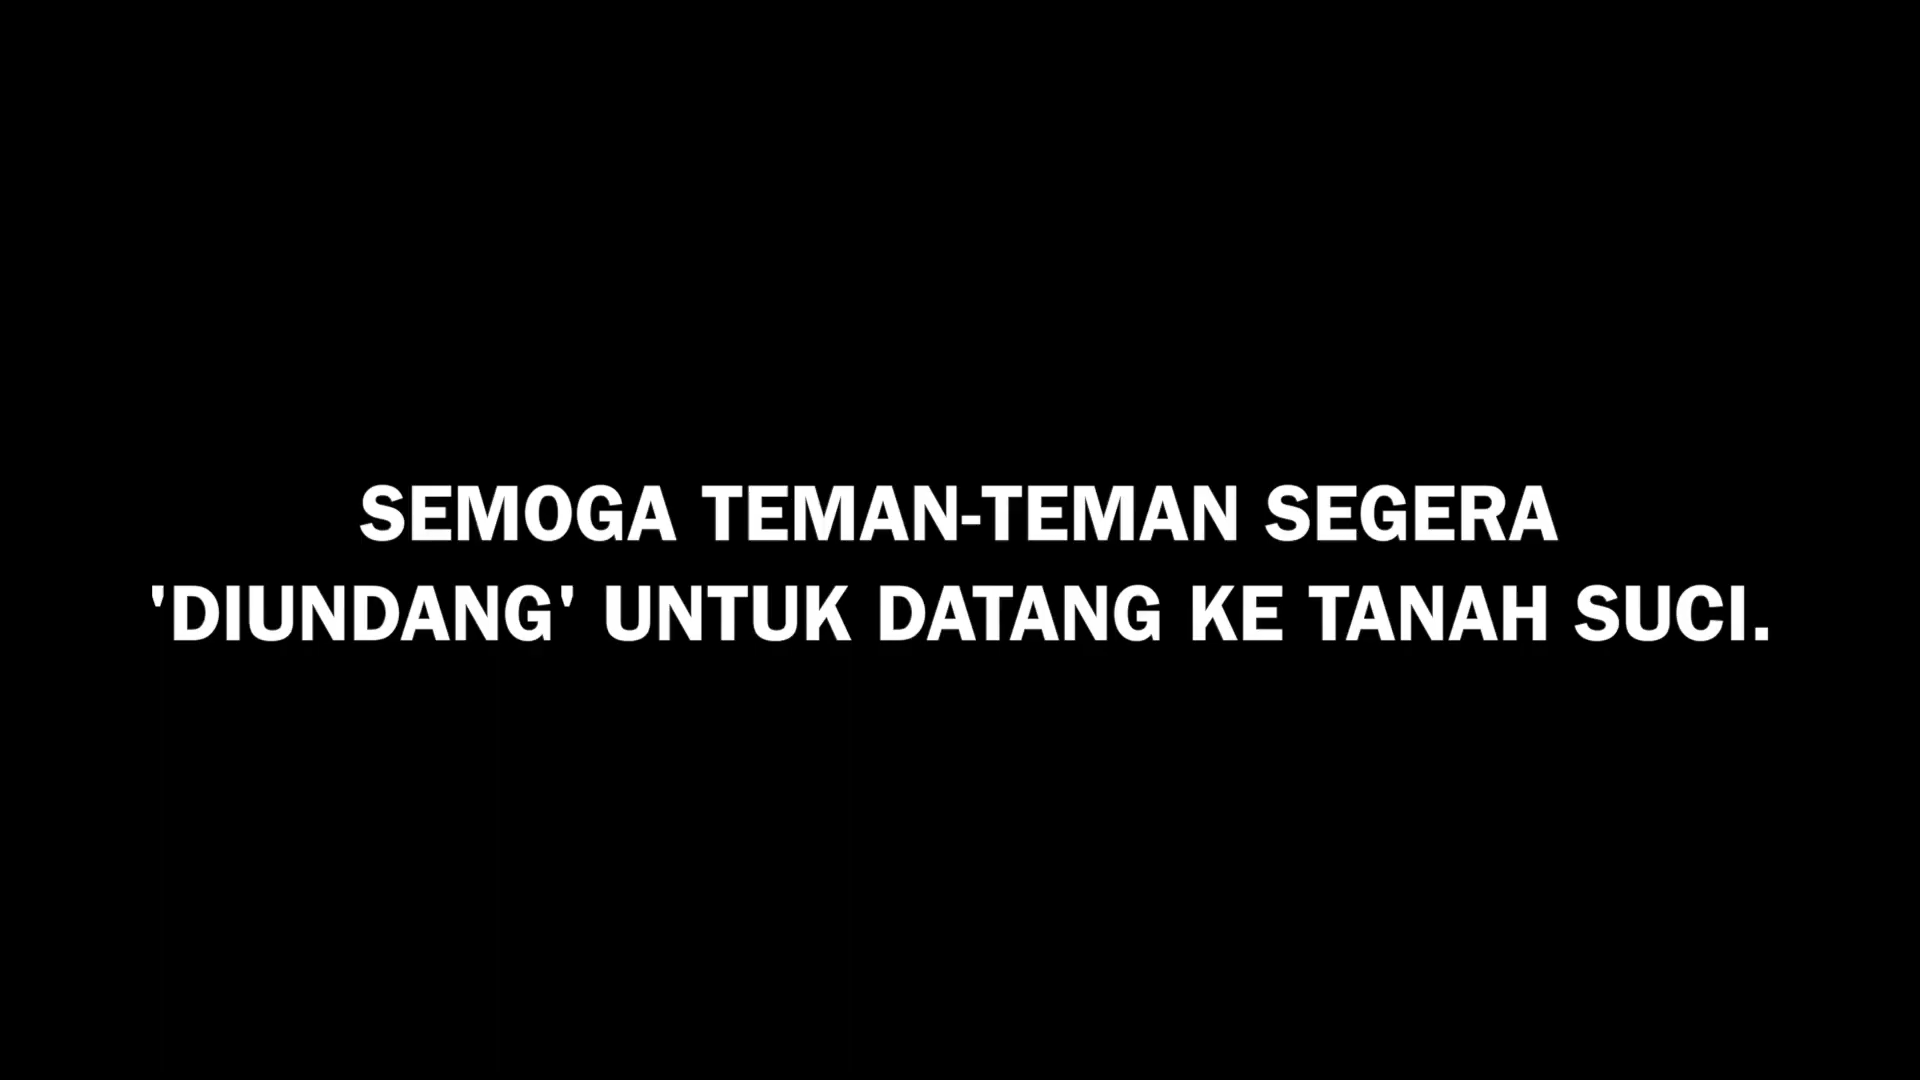 SEMOGA TEMAN-TEMAN SEGERA
'DIUNDANG' UNTUK DATANG KE TANAH SUCI.